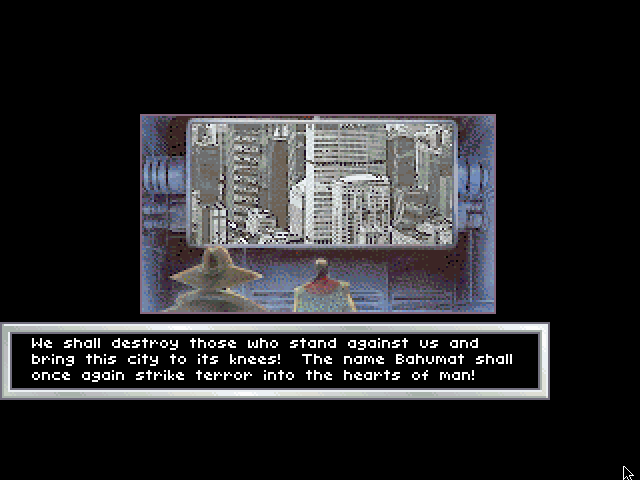 We shall destroy those who stand against us and
bring this city to its knees!  The name Bahumat shall
once again strike terror into the hearts of man!